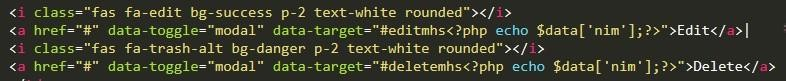 <i class="fas fa-edit bg-success p-2 text-white rounded"></i>
<a href="#" data-toggle="modal" data-target="#editmhs<?php echo $data['nim'];?>">Edit</a>
<i class="fas fa-trash-alt bg-danger p-2 text-white rounded"></i>
<a href="#" data-toggle="modal" data-target="#deletemhs<?php echo $data['nim'];?>">Delete</a>